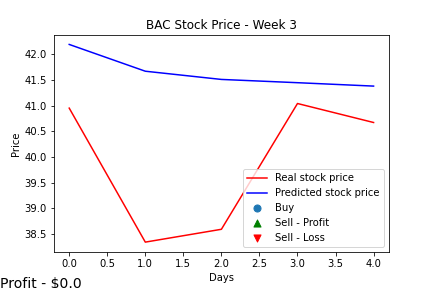 BAC Stock Price - Week 3
Price
42.0
41.5
41.0
40.5
40.0
39.5
39.0
38.5
Real stock price
Predicted stock price
Buy
Sell - Profit
Sell - Loss
0.0 0.5 1.0 1.5 2.0 2.5 3.0 3.5 4.0
Days
Profit - $0.0